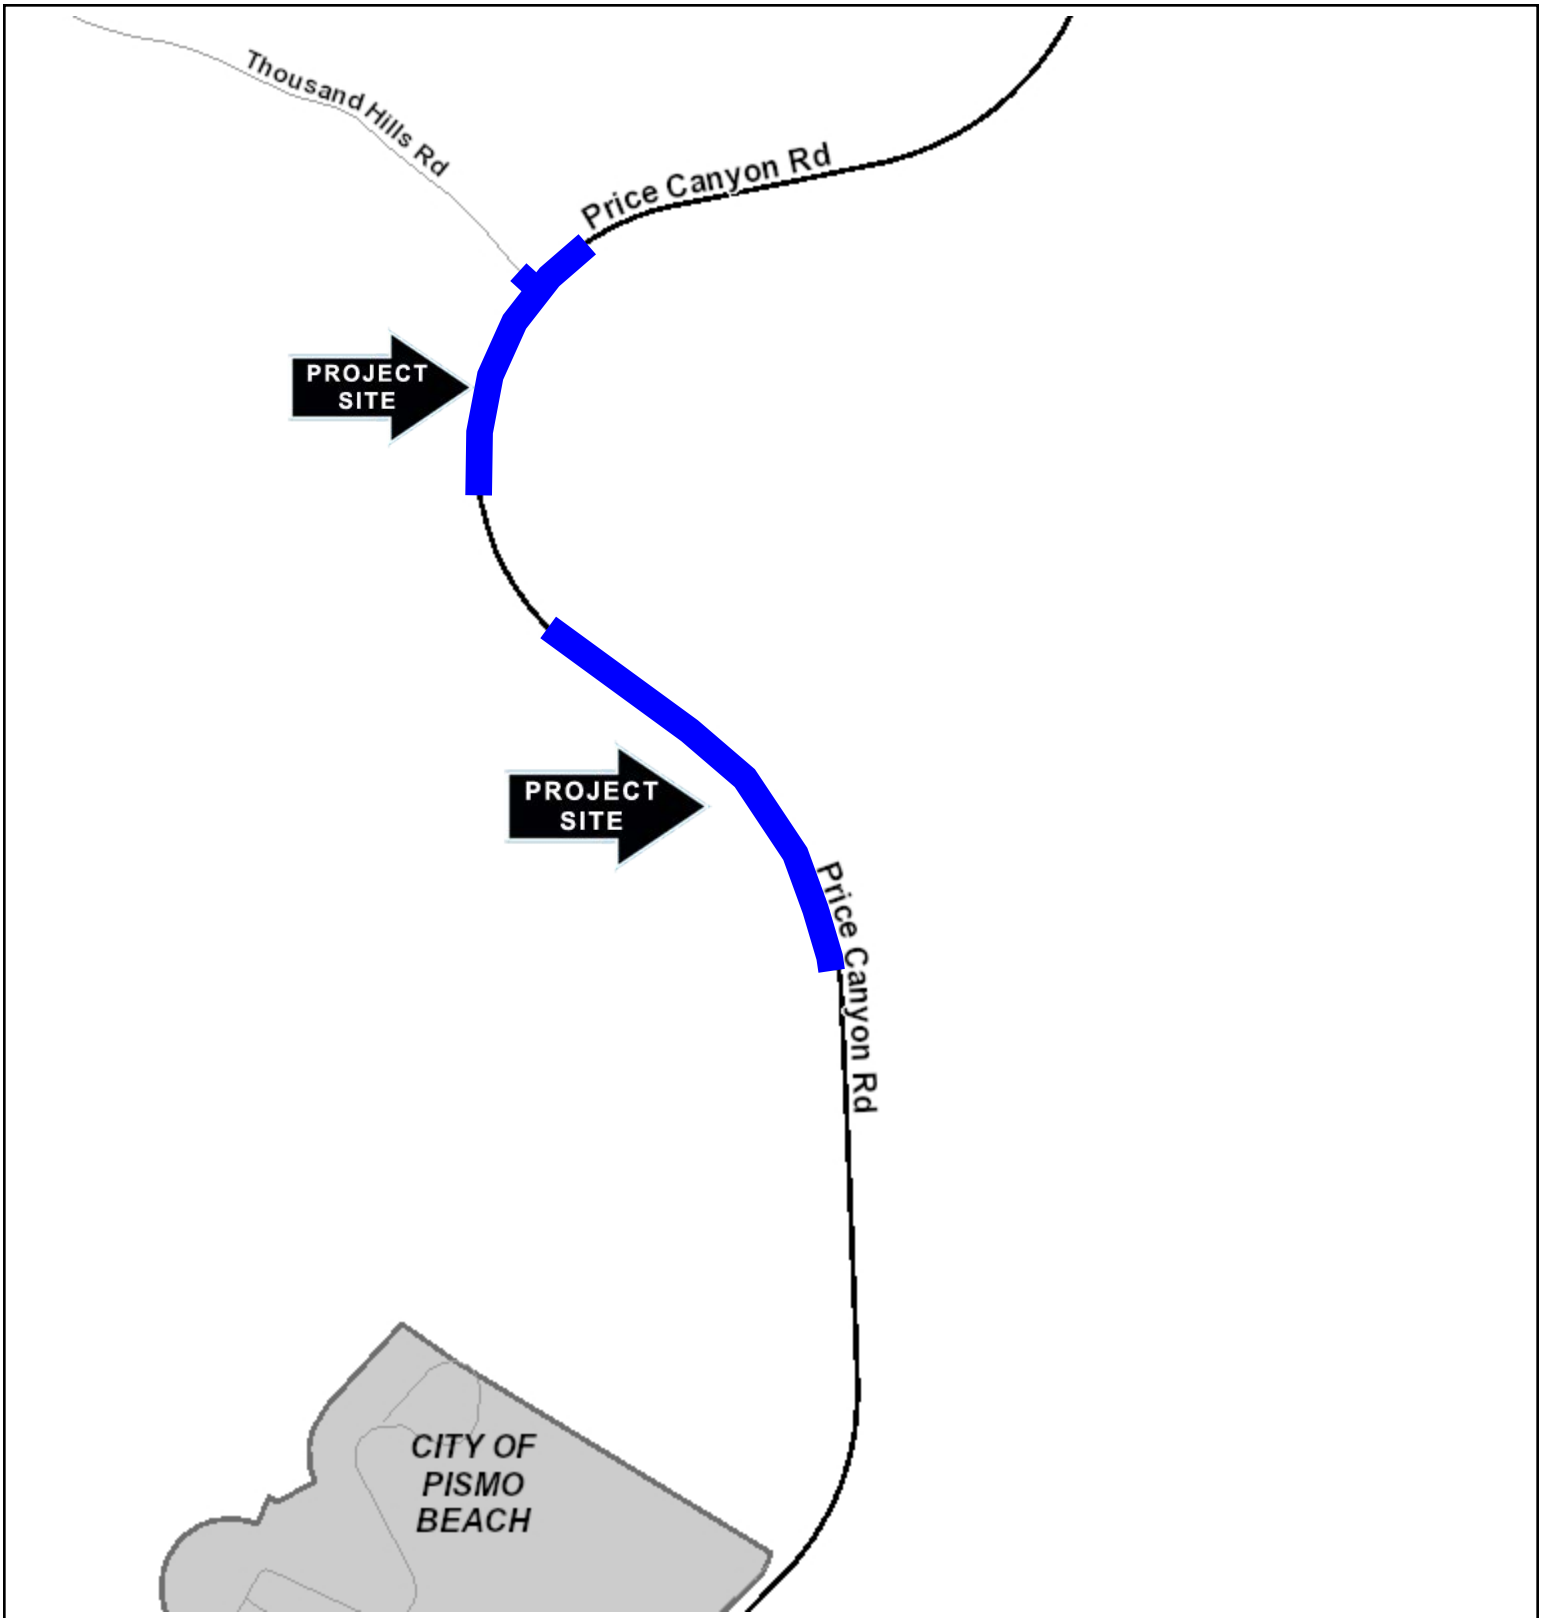 Thousand Hills Rd
Price Canyon Rd
PROJECT
SITE
PROJECT
SITE
Price Canyon Rd
CITY OF
PISMO
BEACH